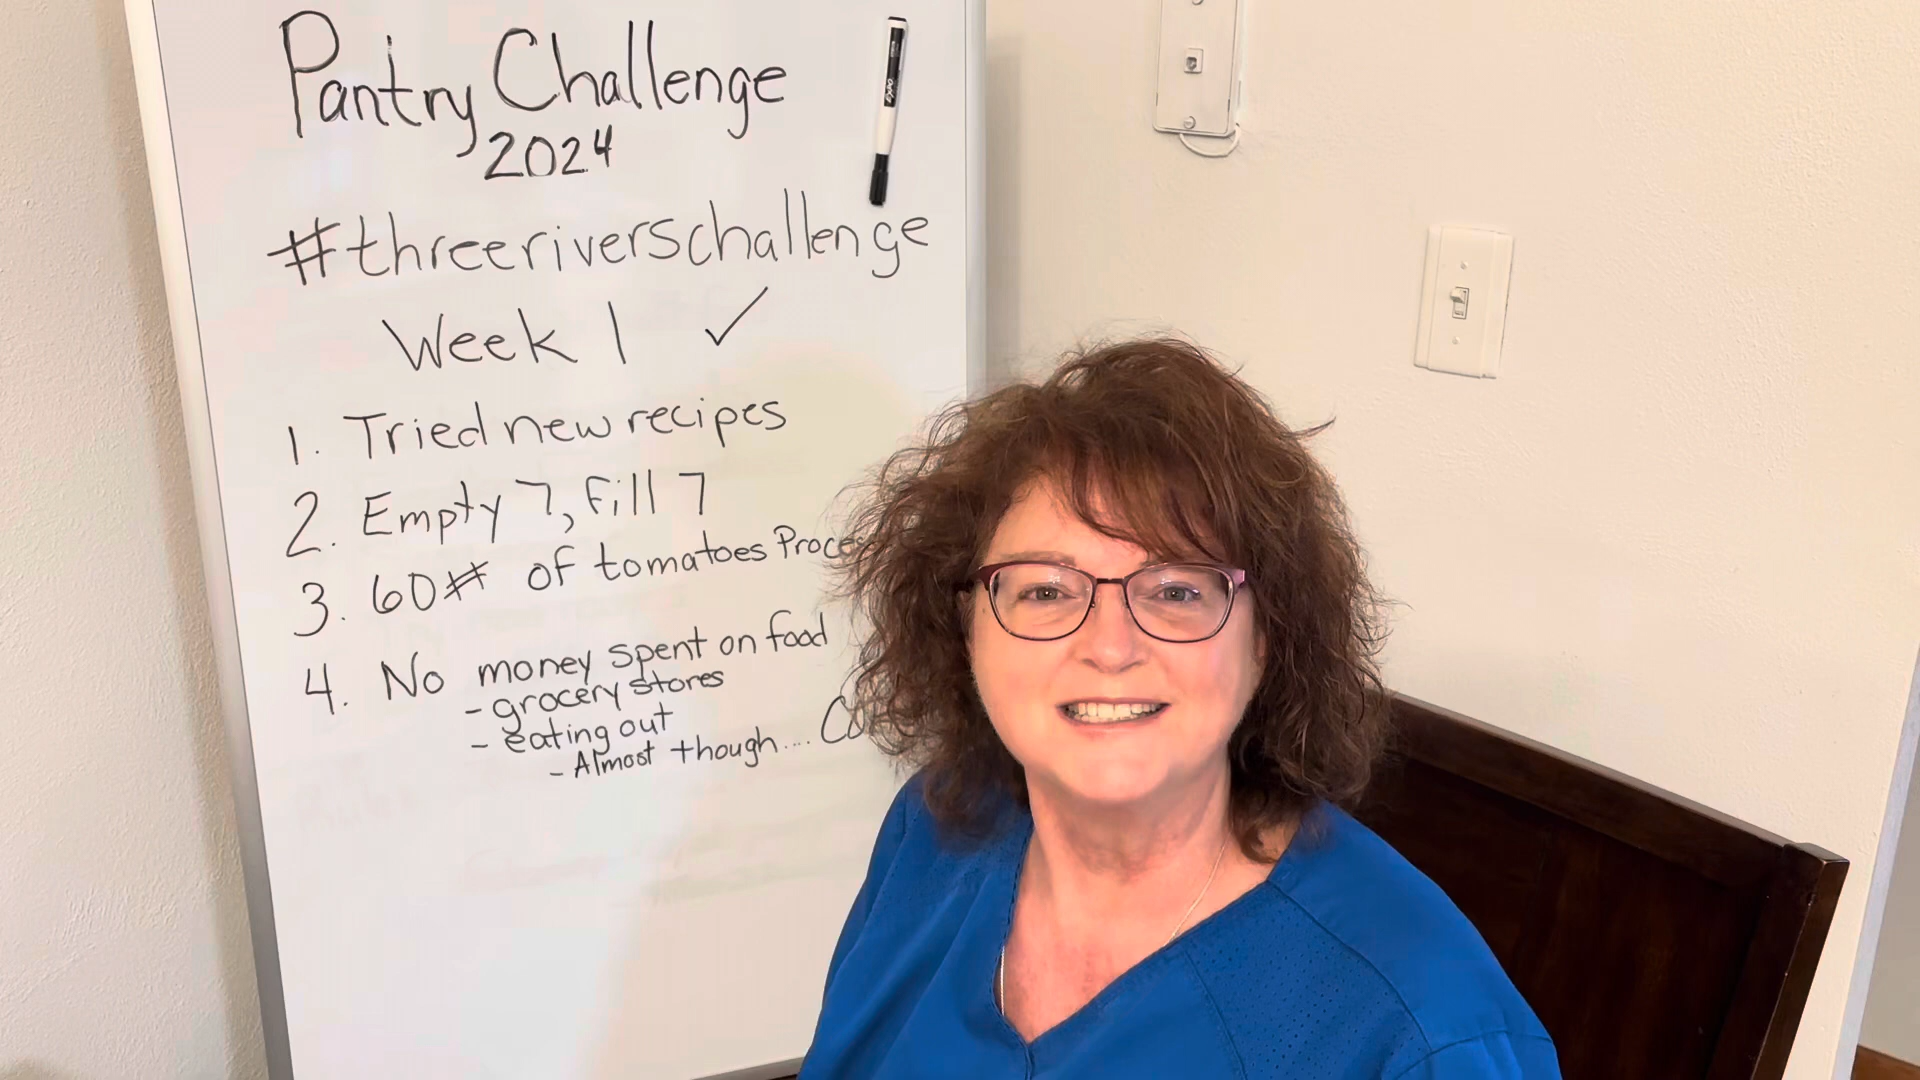 Pantry Challenge
2024
#threeriverschallenge
Week 1 ✓
1. Tried new recipes
2. Empty 7, Fill 7
3. 60# of tomatoes
4. No money spent on food
- grocery stores
- eating out
- Almost though....
EXPO